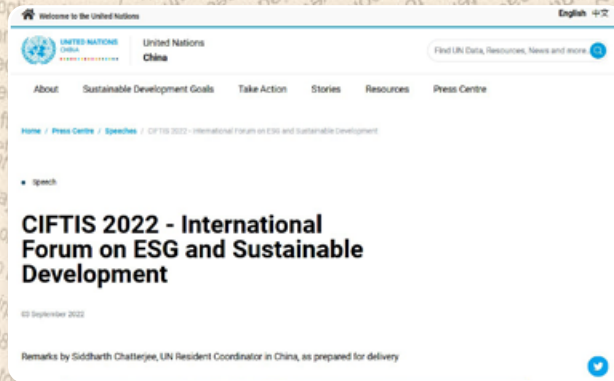 Welcome to the United Nations
English 中文
UNITED NATIONS
CHINA
United Nations
China
Find UN Data, Resources, News and more
About Sustainable Development Goals Take Action Stories Resources Press Centre
Home / Press Centre / Speeches / CIFTIS 2022 - International Forum on ESG and Sustainable Development
Speech
CIFTIS 2022 - International
Forum on ESG and Sustainable
Development
03 September 2022
Remarks by Siddharth Chatterjee, UN Resident Coordinator in China, as prepared for delivery